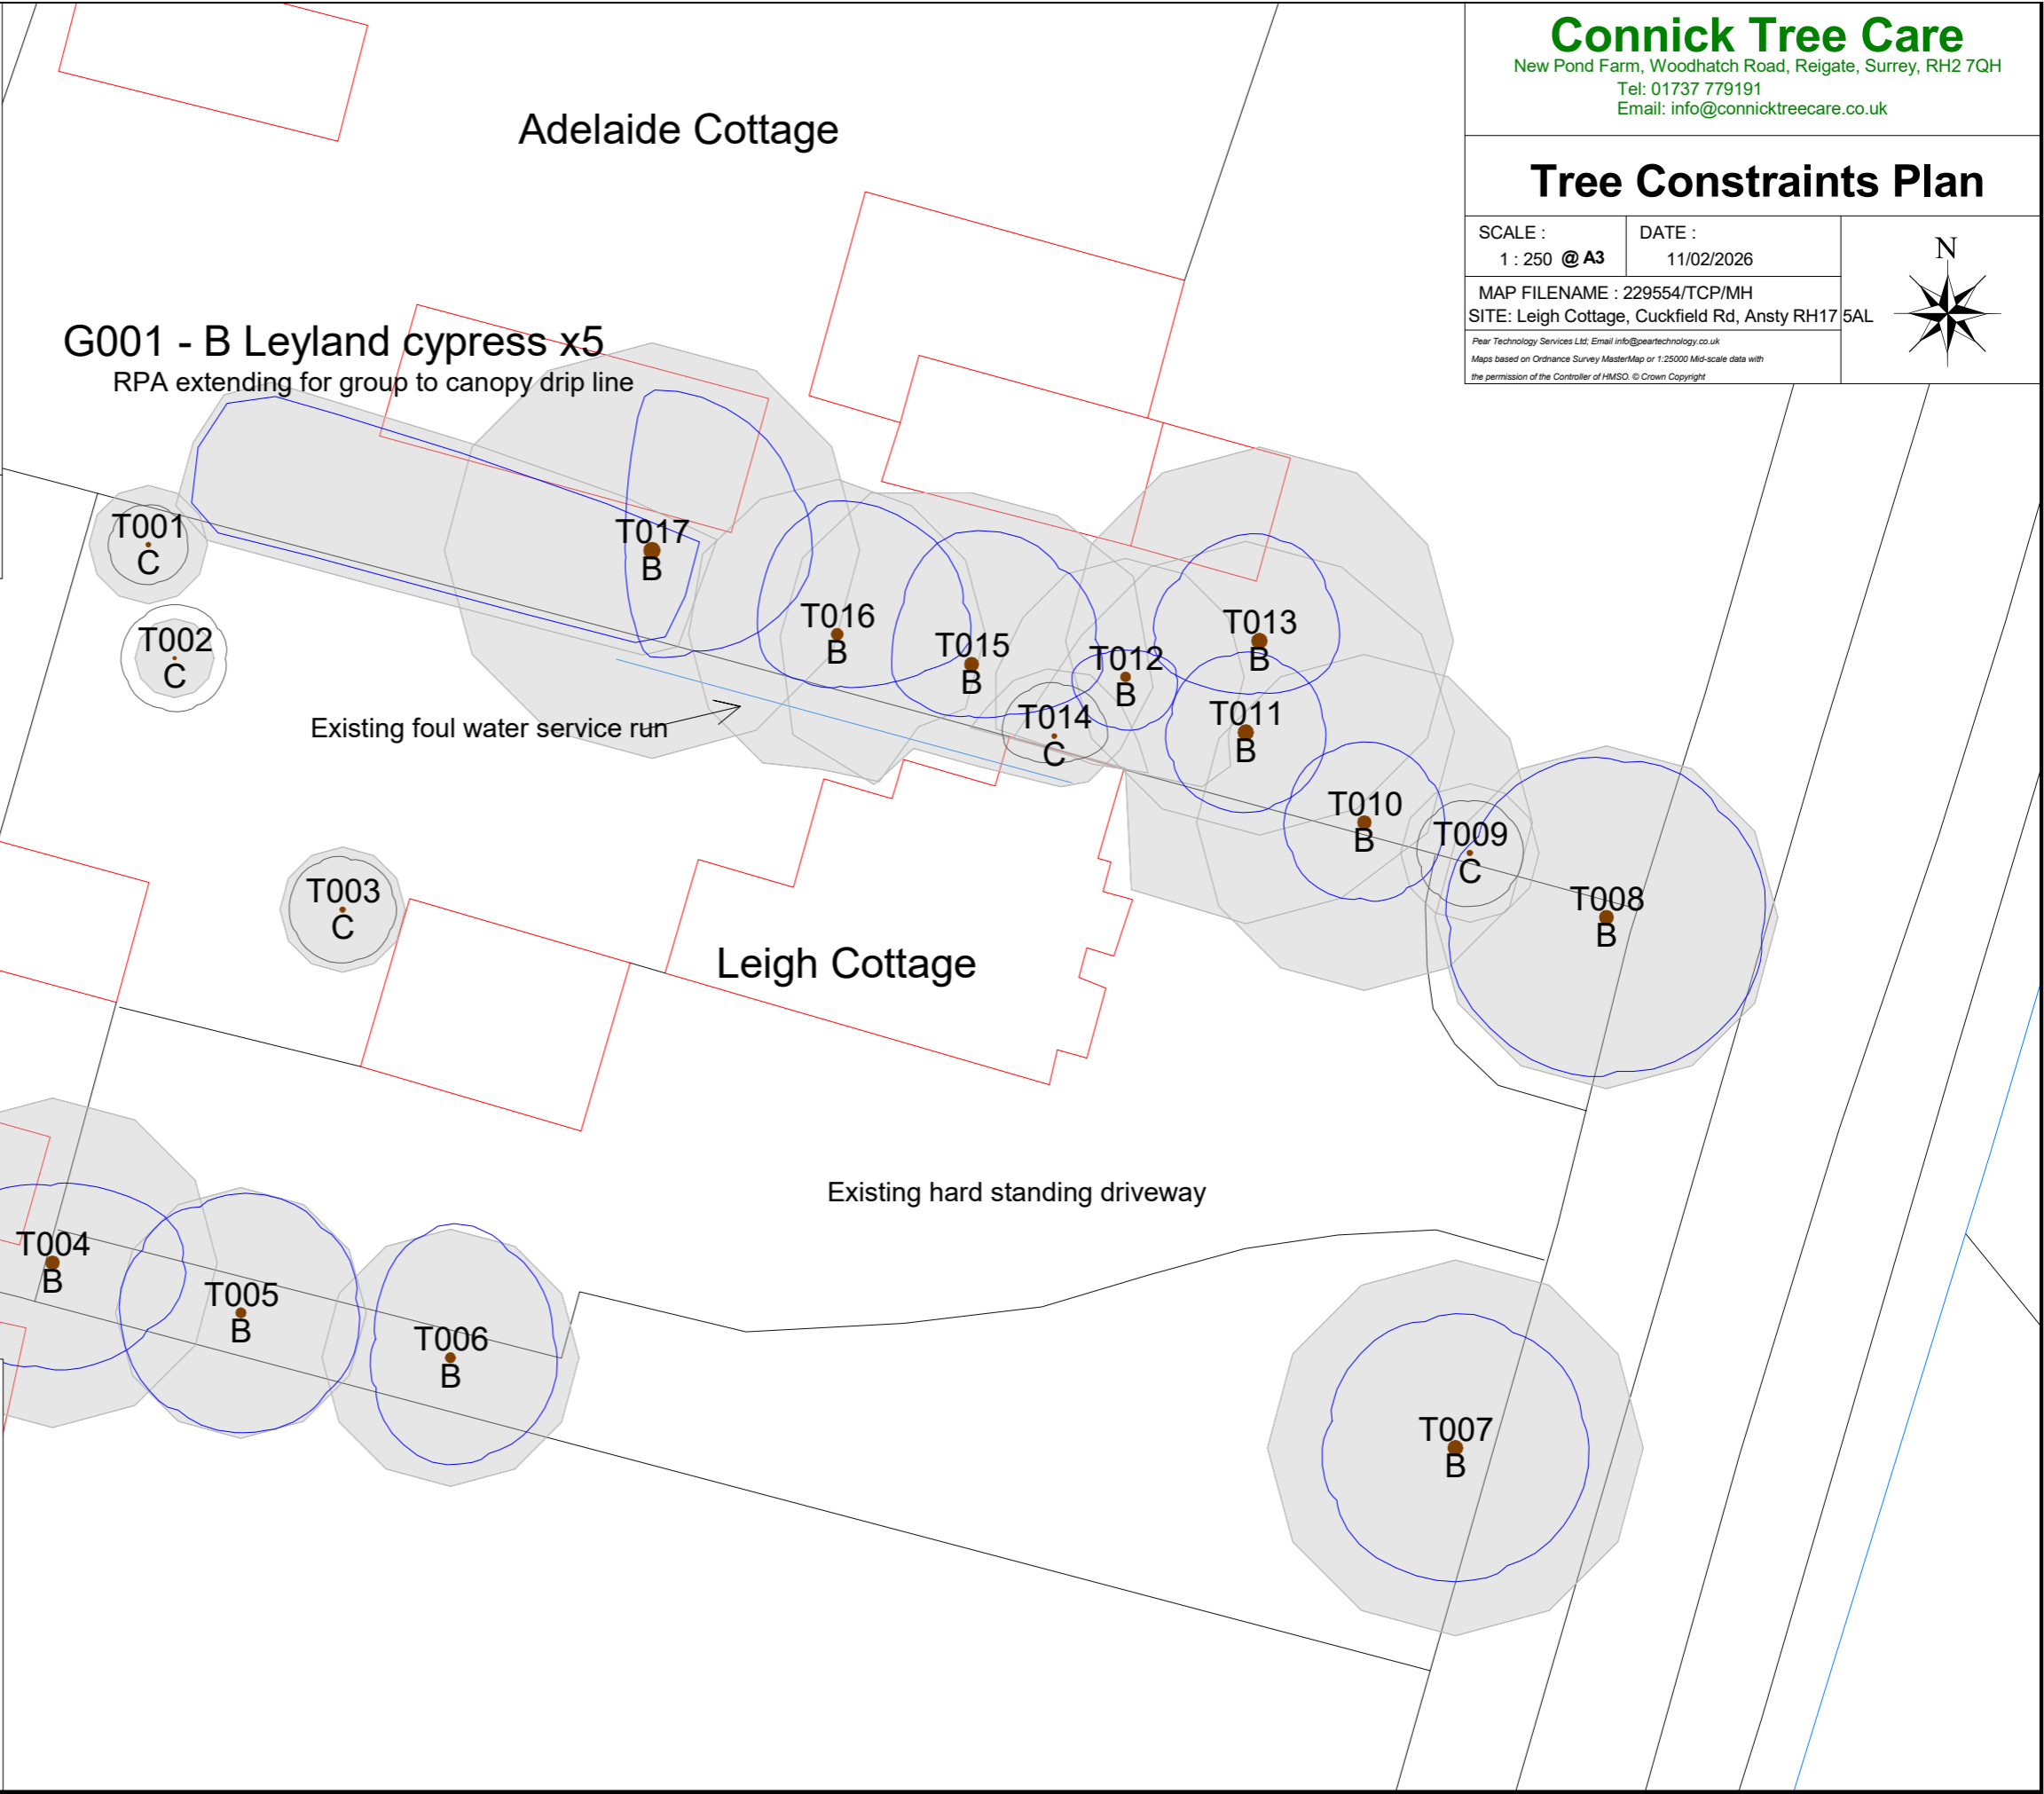 Connick Tree Care
New Pond Farm, Woodhatch Road, Reigate, Surrey, RH2 7QH
Tel: 01737 779191
Email: info@connicktreecare.co.uk
Tree Constraints Plan
SCALE :
1 : 250 @ A3
DATE :
11/02/2026
MAP FILENAME : 229554/TCP/MH
SITE: Leigh Cottage, Cuckfield Rd, Ansty RH17 5AL
Pear Technology Services Ltd; Email info@peartechnology.co.uk
Maps based on Ordnance Survey MasterMap or 1:25000 Mid-scale data with
the permission of the Controller of HMSO. © Crown Copyright
N
Adelaide Cottage
G001 - B Leyland cypress x5
RPA extending for group to canopy drip line
T001
C
T017
B
T002
C
T016
B
T015
B
T012
B
T013
B
T014
C
T011
B
Existing foul water service run
T010
B
T009
C
T008
B
T003
C
Leigh Cottage
Existing hard standing driveway
T004
B
T005
B
T006
B
T007
B